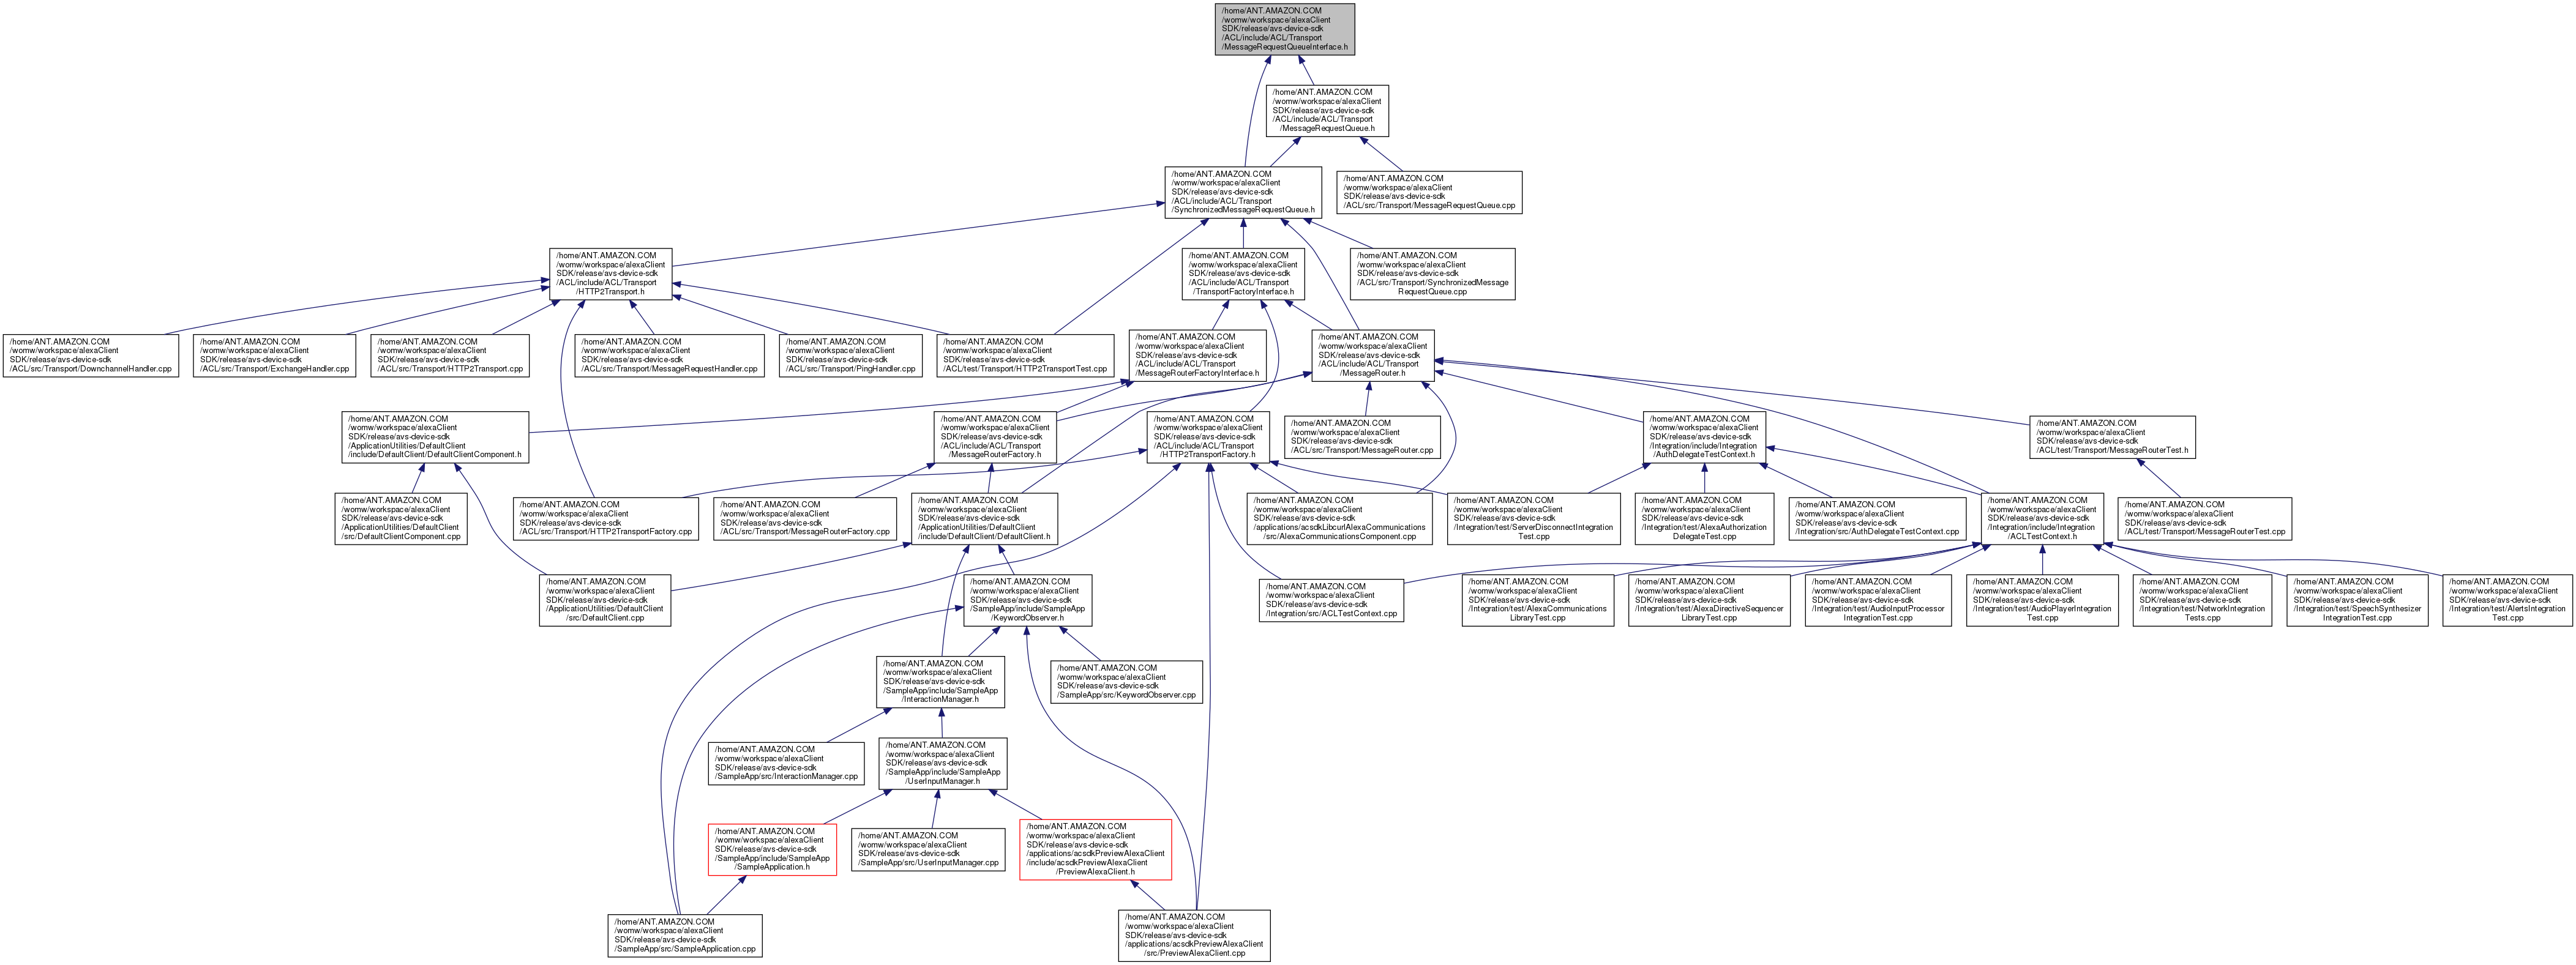 /home/ANT.AMAZON.COM
/womw/workspace/alexaClient
SDK/release/avs-device-sdk
/ACL/include/ACL/Transport
/MessageRequestQueueInterface.h
/home/ANT.AMAZON.COM
/womw/workspace/alexaClient
SDK/release/avs-device-sdk
/ACL/include/ACL/Transport
/MessageRequestQueue.h
/home/ANT.AMAZON.COM
/womw/workspace/alexaClient
SDK/release/avs-device-sdk
/ACL/include/ACL/Transport
/SynchronizedMessageRequestQueue.h
/home/ANT.AMAZON.COM
/womw/workspace/alexaClient
SDK/release/avs-device-sdk
/ACL/src/Transport/MessageRequestQueue.cpp
/home/ANT.AMAZON.COM
/womw/workspace/alexaClient
SDK/release/avs-device-sdk
/ACL/include/ACL/Transport
/HTTP2Transport.h
/home/ANT.AMAZON.COM
/womw/workspace/alexaClient
SDK/release/avs-device-sdk
/ACL/include/ACL/Transport
/TransportFactoryInterface.h
/home/ANT.AMAZON.COM
/womw/workspace/alexaClient
SDK/release/avs-device-sdk
/ACL/src/Transport/SynchronizedMessage
RequestQueue.cpp
/home/ANT.AMAZON.COM
/womw/workspace/alexaClient
SDK/release/avs-device-sdk
/ACL/src/Transport/DownchannelHandler.cpp
/home/ANT.AMAZON.COM
/womw/workspace/alexaClient
SDK/release/avs-device-sdk
/ACL/src/Transport/ExchangeHandler.cpp
/home/ANT.AMAZON.COM
/womw/workspace/alexaClient
SDK/release/avs-device-sdk
/ACL/src/Transport/HTTP2Transport.cpp
/home/ANT.AMAZON.COM
/womw/workspace/alexaClient
SDK/release/avs-device-sdk
/ACL/src/Transport/MessageRequestHandler.cpp
/home/ANT.AMAZON.COM
/womw/workspace/alexaClient
SDK/release/avs-device-sdk
/ACL/src/Transport/PingHandler.cpp
/home/ANT.AMAZON.COM
/womw/workspace/alexaClient
SDK/release/avs-device-sdk
/ACL/test/Transport/HTTP2TransportTest.cpp
/home/ANT.AMAZON.COM
/womw/workspace/alexaClient
SDK/release/avs-device-sdk
/ACL/include/ACL/Transport
/MessageRouterFactoryInterface.h
/home/ANT.AMAZON.COM
/womw/workspace/alexaClient
SDK/release/avs-device-sdk
/ACL/include/ACL/Transport
/MessageRouter.h
/home/ANT.AMAZON.COM
/womw/workspace/alexaClient
SDK/release/avs-device-sdk
/ApplicationUtilities/DefaultClient
/include/DefaultClient/DefaultClientComponent.h
/home/ANT.AMAZON.COM
/womw/workspace/alexaClient
SDK/release/avs-device-sdk
/ACL/include/ACL/Transport
/MessageRouterFactory.h
/home/ANT.AMAZON.COM
/womw/workspace/alexaClient
SDK/release/avs-device-sdk
/ACL/include/ACL/Transport
/HTTP2TransportFactory.h
/home/ANT.AMAZON.COM
/womw/workspace/alexaClient
SDK/release/avs-device-sdk
/ACL/src/Transport/MessageRouter.cpp
/home/ANT.AMAZON.COM
/womw/workspace/alexaClient
SDK/release/avs-device-sdk
/Integration/include/Integration
/AuthDelegateTestContext.h
/home/ANT.AMAZON.COM
/womw/workspace/alexaClient
SDK/release/avs-device-sdk
/ACL/test/Transport/MessageRouterTest.h
/home/ANT.AMAZON.COM
/womw/workspace/alexaClient
SDK/release/avs-device-sdk
/ApplicationUtilities/DefaultClient
/src/DefaultClientComponent.cpp
/home/ANT.AMAZON.COM
/womw/workspace/alexaClient
SDK/release/avs-device-sdk
/ACL/src/Transport/HTTP2TransportFactory.cpp
/home/ANT.AMAZON.COM
/womw/workspace/alexaClient
SDK/release/avs-device-sdk
/ACL/src/Transport/MessageRouterFactory.cpp
/home/ANT.AMAZON.COM
/womw/workspace/alexaClient
SDK/release/avs-device-sdk
/ApplicationUtilities/DefaultClient
/include/DefaultClient/DefaultClient.h
/home/ANT.AMAZON.COM
/womw/workspace/alexaClient
SDK/release/avs-device-sdk
/applications/acsdkLibcurlAlexaCommunications
/src/AlexaCommunicationsComponent.cpp
/home/ANT.AMAZON.COM
/womw/workspace/alexaClient
SDK/release/avs-device-sdk
/Integration/test/ServerDisconnectIntegration
Test.cpp
/home/ANT.AMAZON.COM
/womw/workspace/alexaClient
SDK/release/avs-device-sdk
/Integration/test/AlexaAuthorization
DelegateTest.cpp
/home/ANT.AMAZON.COM
/womw/workspace/alexaClient
SDK/release/avs-device-sdk
/Integration/src/AuthDelegateTestContext.cpp
/home/ANT.AMAZON.COM
/womw/workspace/alexaClient
SDK/release/avs-device-sdk
/Integration/include/Integration
/ACLTestContext.h
/home/ANT.AMAZON.COM
/womw/workspace/alexaClient
SDK/release/avs-device-sdk
/ACL/test/Transport/MessageRouterTest.cpp
/home/ANT.AMAZON.COM
/womw/workspace/alexaClient
SDK/release/avs-device-sdk
/ApplicationUtilities/DefaultClient
/src/DefaultClient.cpp
/home/ANT.AMAZON.COM
/womw/workspace/alexaClient
SDK/release/avs-device-sdk
/SampleApp/include/SampleApp
/KeywordObserver.h
/home/ANT.AMAZON.COM
/womw/workspace/alexaClient
SDK/release/avs-device-sdk
/Integration/src/ACLTestContext.cpp
/home/ANT.AMAZON.COM
/womw/workspace/alexaClient
SDK/release/avs-device-sdk
/Integration/test/AlexaCommunications
LibraryTest.cpp
/home/ANT.AMAZON.COM
/womw/workspace/alexaClient
SDK/release/avs-device-sdk
/Integration/test/AlexaDirectiveSequencer
LibraryTest.cpp
/home/ANT.AMAZON.COM
/womw/workspace/alexaClient
SDK/release/avs-device-sdk
/Integration/test/AudioInputProcessor
IntegrationTest.cpp
/home/ANT.AMAZON.COM
/womw/workspace/alexaClient
SDK/release/avs-device-sdk
/Integration/test/AudioPlayerIntegration
Test.cpp
/home/ANT.AMAZON.COM
/womw/workspace/alexaClient
SDK/release/avs-device-sdk
/Integration/test/NetworkIntegration
Tests.cpp
/home/ANT.AMAZON.COM
/womw/workspace/alexaClient
SDK/release/avs-device-sdk
/Integration/test/SpeechSynthesizer
IntegrationTest.cpp
/home/ANT.AMAZON.COM
/womw/workspace/alexaClient
SDK/release/avs-device-sdk
/Integration/test/AlertsIntegration
Test.cpp
/home/ANT.AMAZON.COM
/womw/workspace/alexaClient
SDK/release/avs-device-sdk
/SampleApp/include/SampleApp
/InteractionManager.h
/home/ANT.AMAZON.COM
/womw/workspace/alexaClient
SDK/release/avs-device-sdk
/SampleApp/src/KeywordObserver.cpp
/home/ANT.AMAZON.COM
/womw/workspace/alexaClient
SDK/release/avs-device-sdk
/SampleApp/src/InteractionManager.cpp
/home/ANT.AMAZON.COM
/womw/workspace/alexaClient
SDK/release/avs-device-sdk
/SampleApp/include/SampleApp
/UserInputManager.h
/home/ANT.AMAZON.COM
/womw/workspace/alexaClient
SDK/release/avs-device-sdk
/SampleApp/include/SampleApp
/SampleApplication.h
/home/ANT.AMAZON.COM
/womw/workspace/alexaClient
SDK/release/avs-device-sdk
/SampleApp/src/UserInputManager.cpp
/home/ANT.AMAZON.COM
/womw/workspace/alexaClient
SDK/release/avs-device-sdk
/applications/acsdkPreviewAlexaClient
/include/acsdkPreviewAlexaClient
/PreviewAlexaClient.h
/home/ANT.AMAZON.COM
/womw/workspace/alexaClient
SDK/release/avs-device-sdk
/SampleApp/src/SampleApplication.cpp
/home/ANT.AMAZON.COM
/womw/workspace/alexaClient
SDK/release/avs-device-sdk
/applications/acsdkPreviewAlexaClient
/src/PreviewAlexaClient.cpp